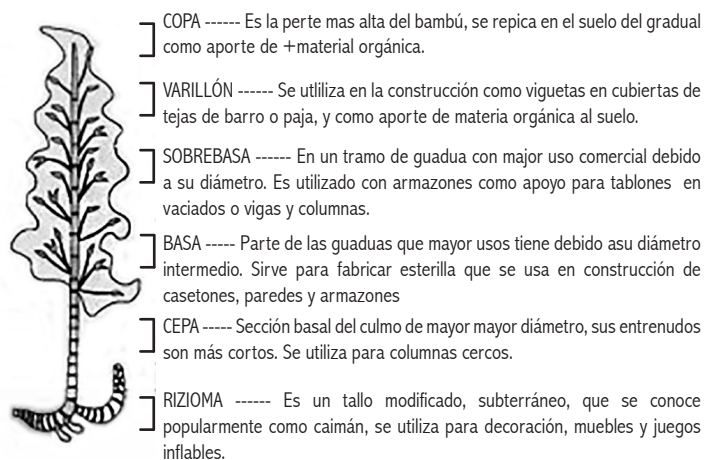 COPA ------ Es la perte mas alta del bambú, se repica en el suelo del gradual
como aporte de +material orgánica.
VARILLÓN ------ Se utliliza en la construcción como viguetas en cubiertas de
tejas de barro o paja, y como aporte de materia orgánica al suelo.
SOBREBASA ------ En un tramo de guadua con major uso comercial debido
a su diámetro. Es utilizado con armazones como apoyo para tablones en
vaciados o vigas y columnas.
BASA ----- Parte de las guaduas que mayor usos tiene debido asu diámetro
intermedio. Sirve para fabricar esterilla que se usa en construcción de
casetones, paredes y armazones
CEPA ----- Sección basal del culmo de mayor mayor diámetro, sus entrenudos
son más cortos. Se utiliza para columnas cercos.
RIZIOMA ------ Es un tallo modificado, subterráneo, que se conoce
popularmente como caimán, se utiliza para decoración, muebles y juegos
inflables.